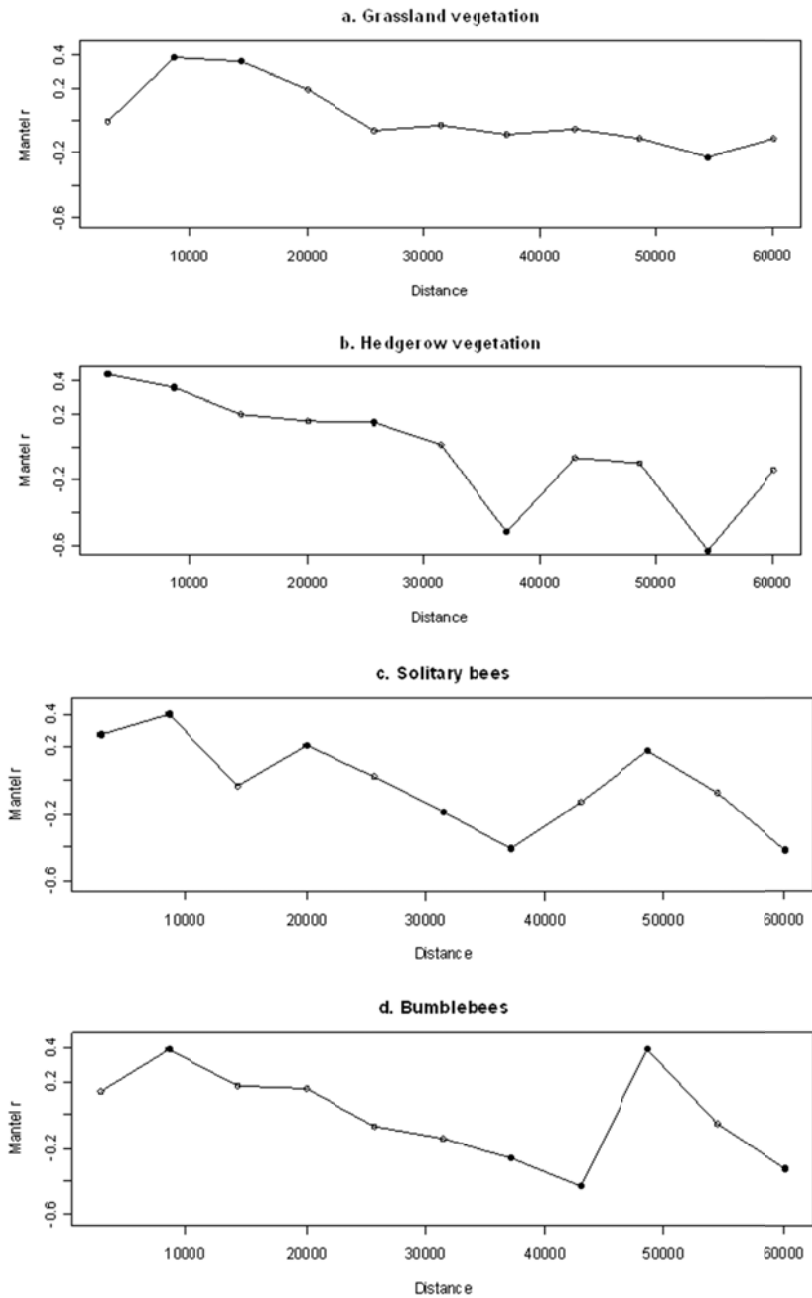 a. Grassland vegetation
Mantel r
0.4
0.2
-0.2
-0.6
10000 20000 30000 40000 50000 60000
Distance
b. Hedgerow vegetation
Mantel r
0.4
0.2
-0.2
-0.6
10000 20000 30000 40000 50000 60000
Distance
c. Solitary bees
Mantel r
0.4
0.2
-0.2
-0.6
10000 20000 30000 40000 50000 60000
Distance
d. Bumblebees
Mantel r
0.4
0.2
-0.2
-0.6
10000 20000 30000 40000 50000 60000
Distance